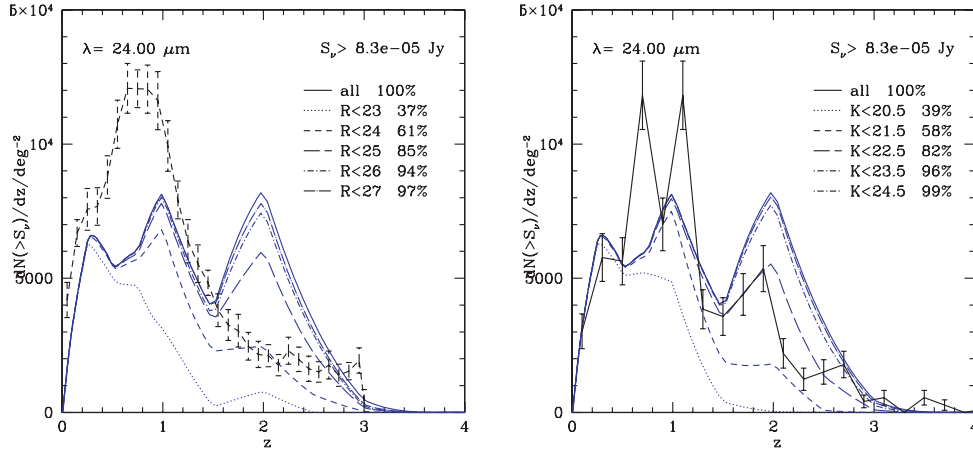 5×10⁴
λ= 24.00 μm
S_ν> 8.3e−05 Jy
all 100%
R<23 37%
R<24 61%
R<25 85%
R<26 94%
R<27 97%
10⁴
5000
0
dN(>S_ν)/dz/deg⁻²
0 1 2 3 4
z
5×10⁴
λ= 24.00 μm
S_ν> 8.3e−05 Jy
all 100%
K<20.5 39%
K<21.5 58%
K<22.5 82%
K<23.5 96%
K<24.5 99%
10⁴
5000
0
dN(>S_ν)/dz/deg⁻²
0 1 2 3 4
z